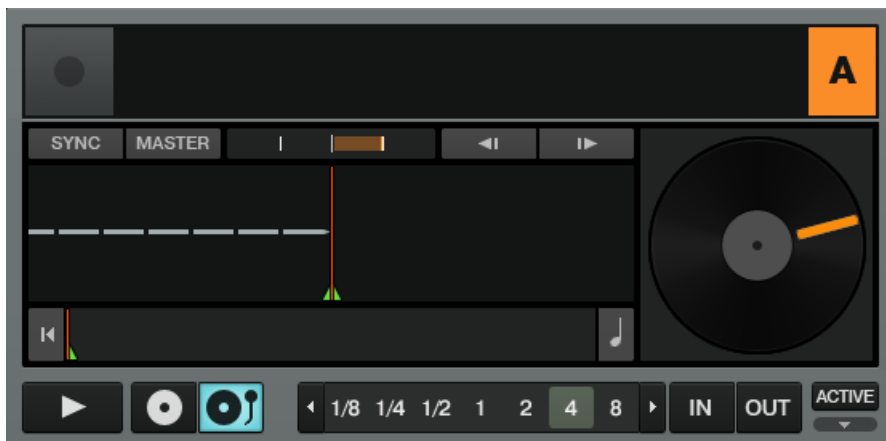 A
SYNC MASTER
1/8 1/4 1/2 1 2 4 8 IN OUT ACTIVE